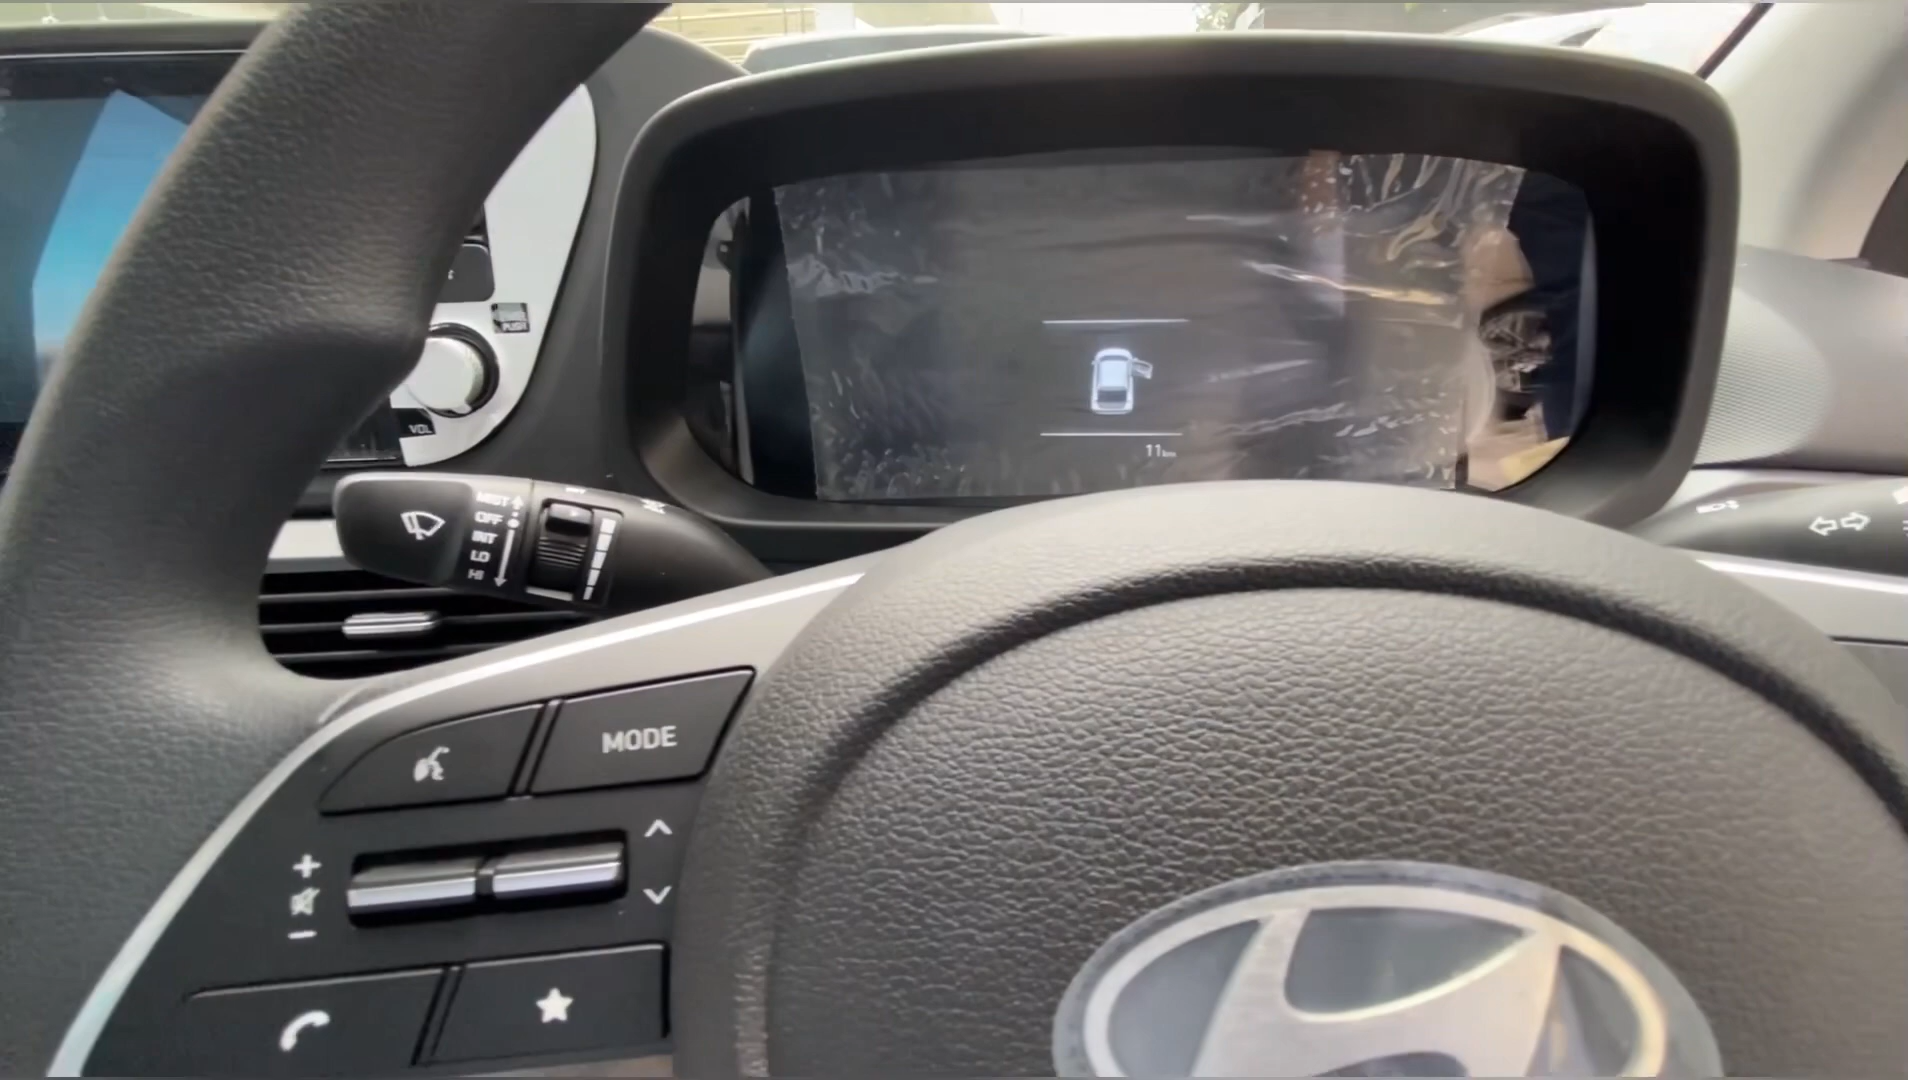 PUSH
VOL
MIST
OFF
INT
LO
HI
11km
MODE